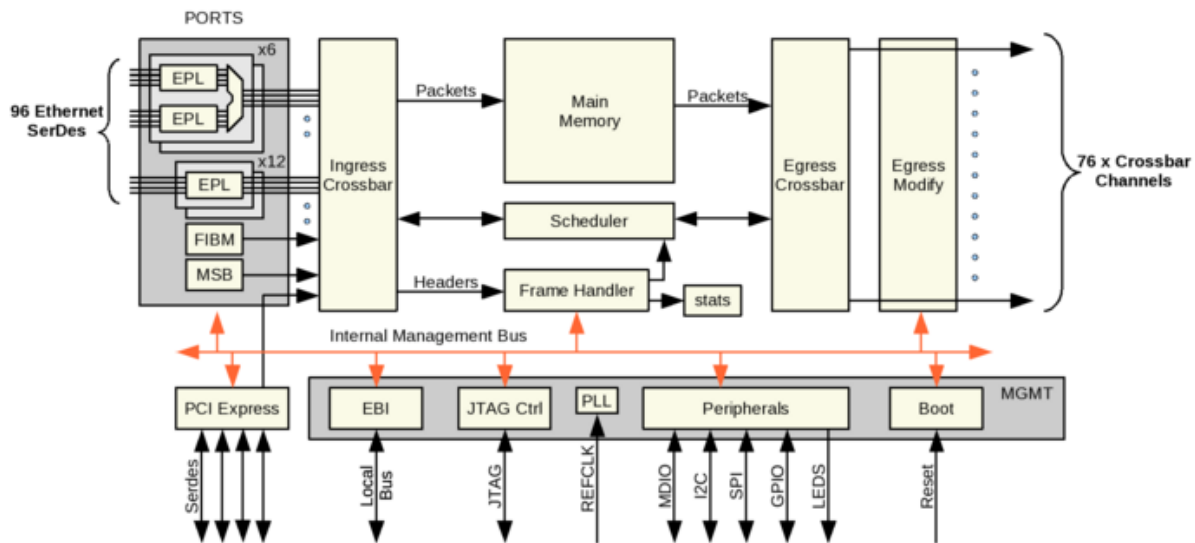 PORTS
x6
EPL
EPL
96 Ethernet
SerDes
x12
EPL
FIBM
MSB
Ingress
Crossbar
Packets
Main
Memory
Packets
Scheduler
Headers
Frame Handler
stats
Egress
Crossbar
Egress
Modify
76 x Crossbar
Channels
Internal Management Bus
PCI Express
EBI
JTAG Ctrl
PLL
Peripherals
Boot
MGMT
Serdes
Local
Bus
JTAG
REFCLK
MDIO
I2C
SPI
GPIO
LEDS
Reset